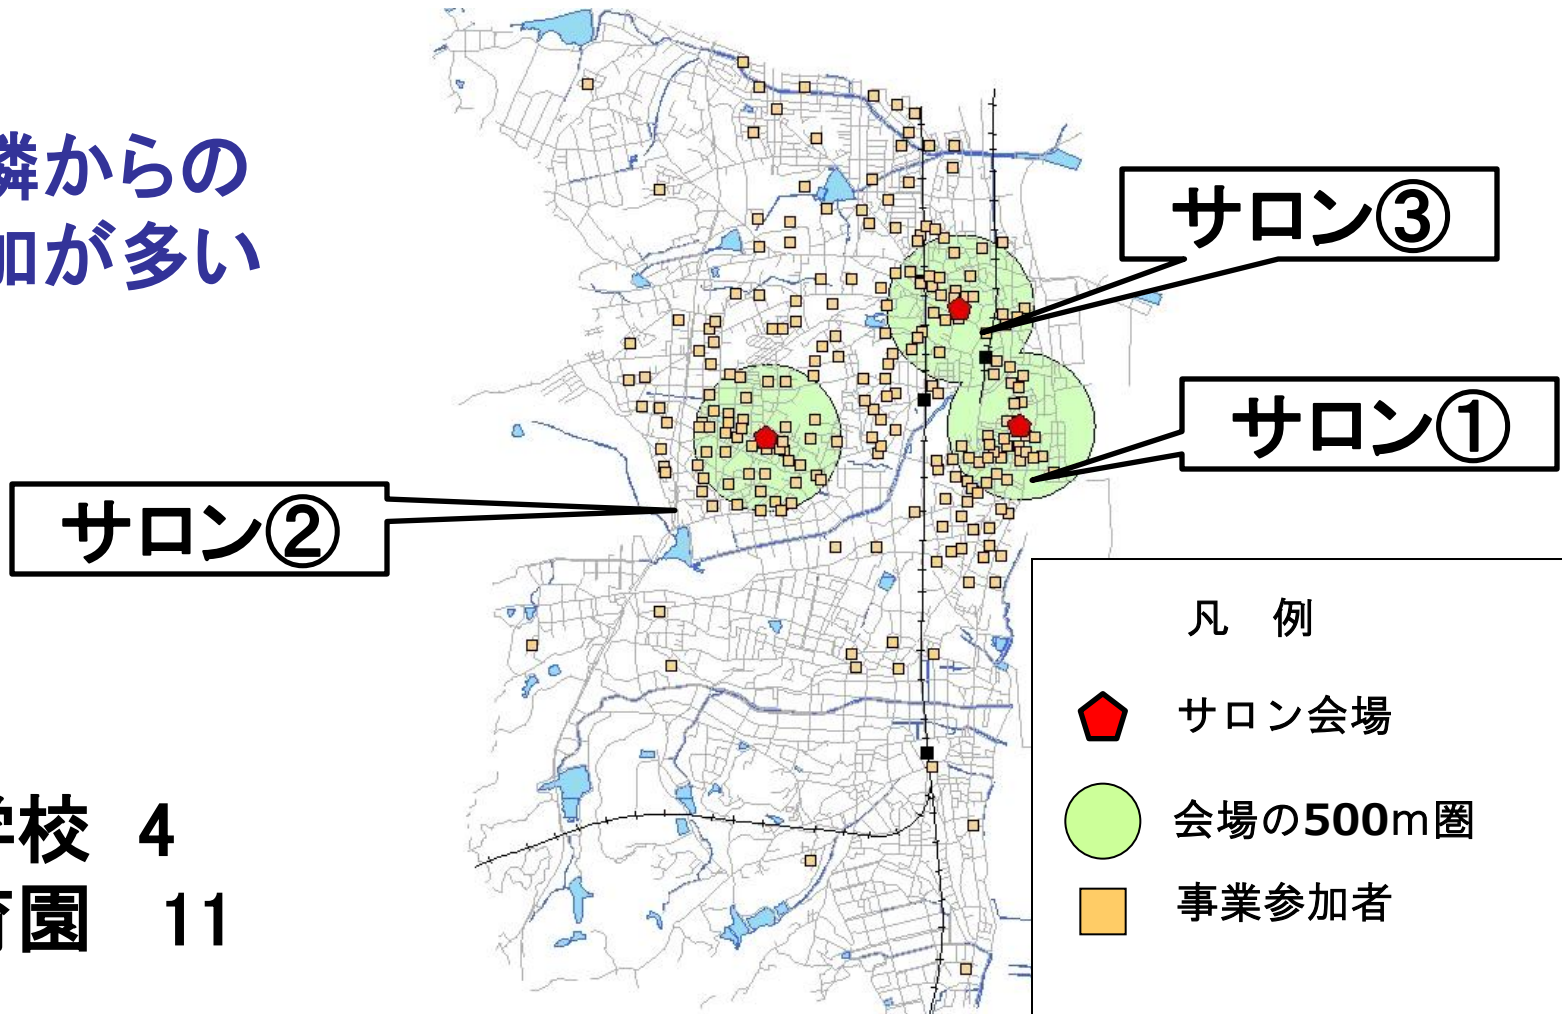 隣からの
加が多い
サロン③
サロン①
サロン②
凡　例
サロン会場
会場の500m圏
事業参加者
学校　4
育園　11